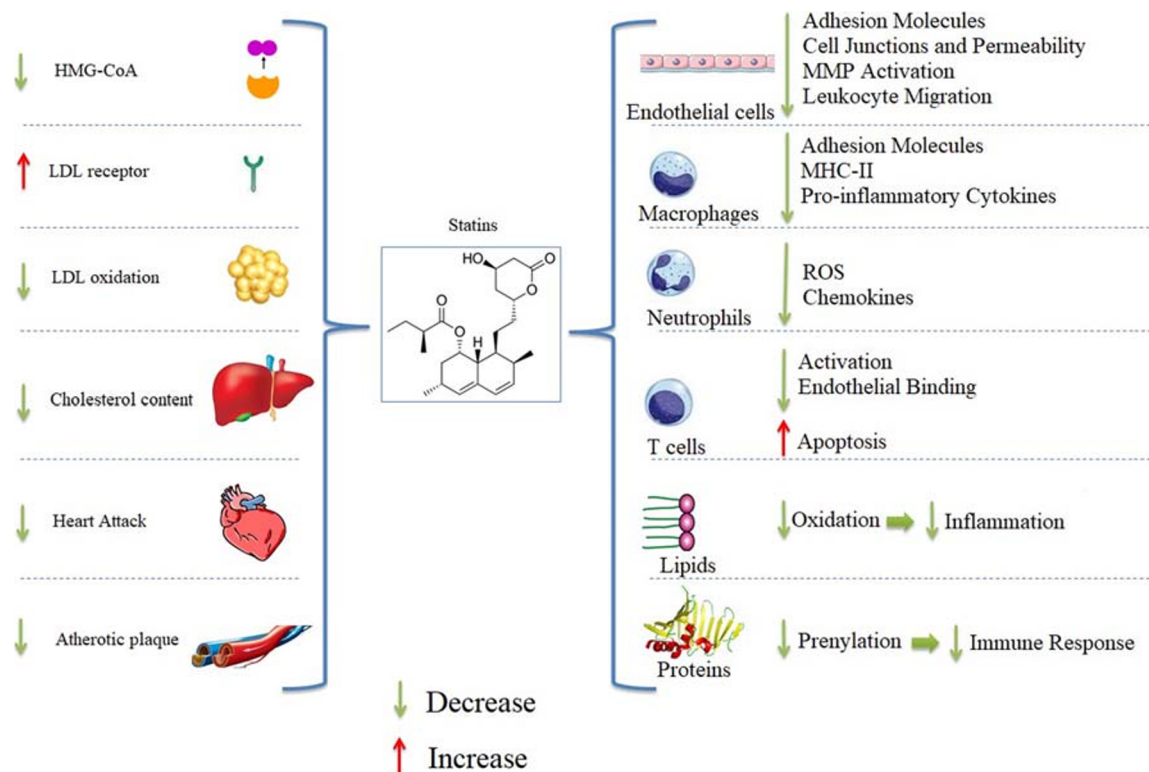 HMG-CoA
LDL receptor
LDL oxidation
Cholesterol content
Heart Attack
Atherotic plaque
Statins
HO
O
O
O
O
H
Endothelial cells
Adhesion Molecules
Cell Junctions and Permeability
MMP Activation
Leukocyte Migration
Macrophages
Adhesion Molecules
MHC-II
Pro-inflammatory Cytokines
Neutrophils
ROS
Chemokines
T cells
Activation
Endothelial Binding
Apoptosis
Lipids
Oxidation
Inflammation
Proteins
Prenylation
Immune Response
Decrease
Increase